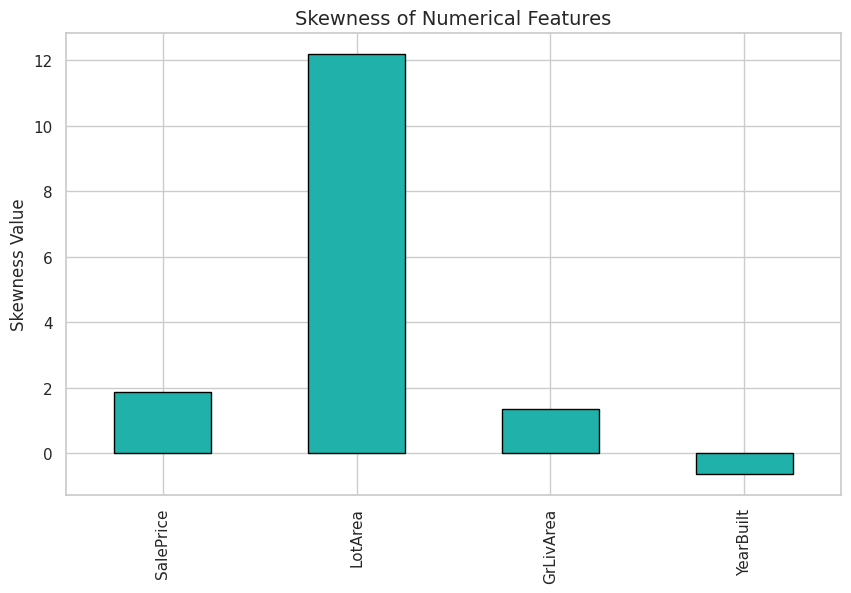 Skewness of Numerical Features
Skewness Value
12
10
8
6
4
2
0
SalePrice
LotArea
GrLivArea
YearBuilt